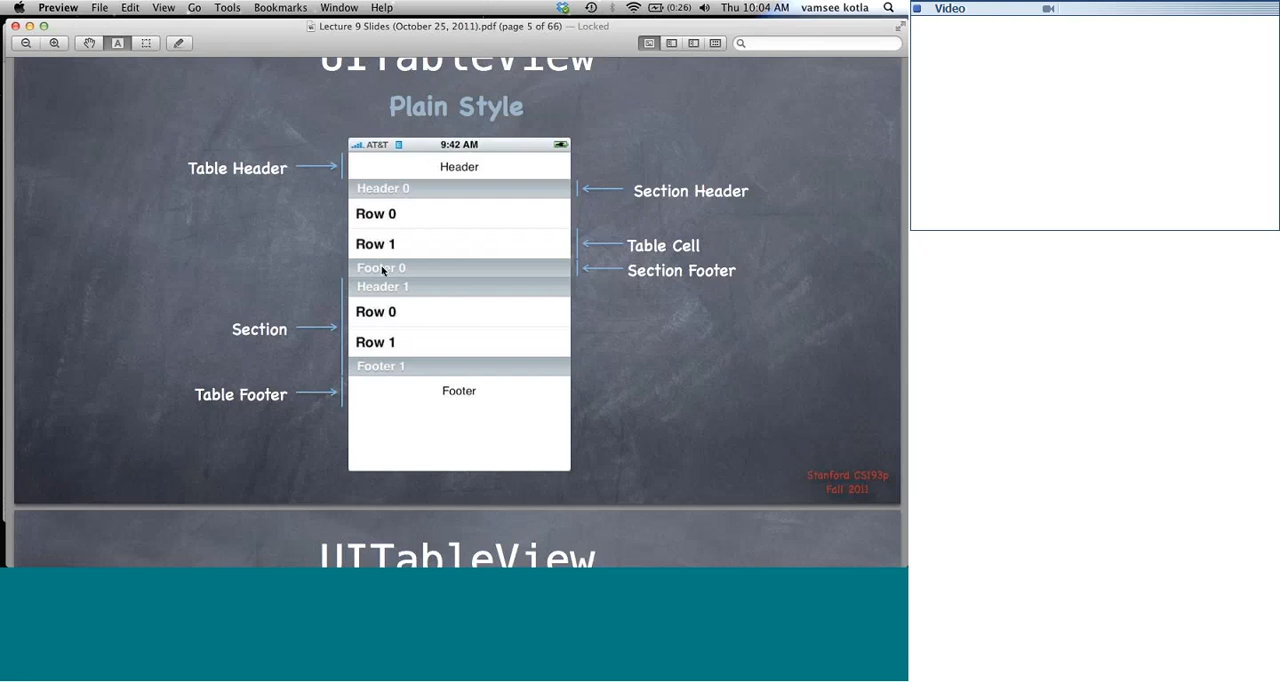 Preview File Edit View Go Tools Bookmarks Window Help (0:26) Thu 10:04 AM vamsee kotla
Video
Lecture 9 Slides (October 25, 2011).pdf (page 5 of 66) — Locked
A
UITableView
Plain Style
AT&T 9:42 AM
Table Header
Header
Header 0
Section Header
Row 0
Row 1
Table Cell
Footer 0
Section Footer
Header 1
Row 0
Section
Row 1
Footer 1
Table Footer
Footer
Stanford CS193p
Fall 2011
UITableView